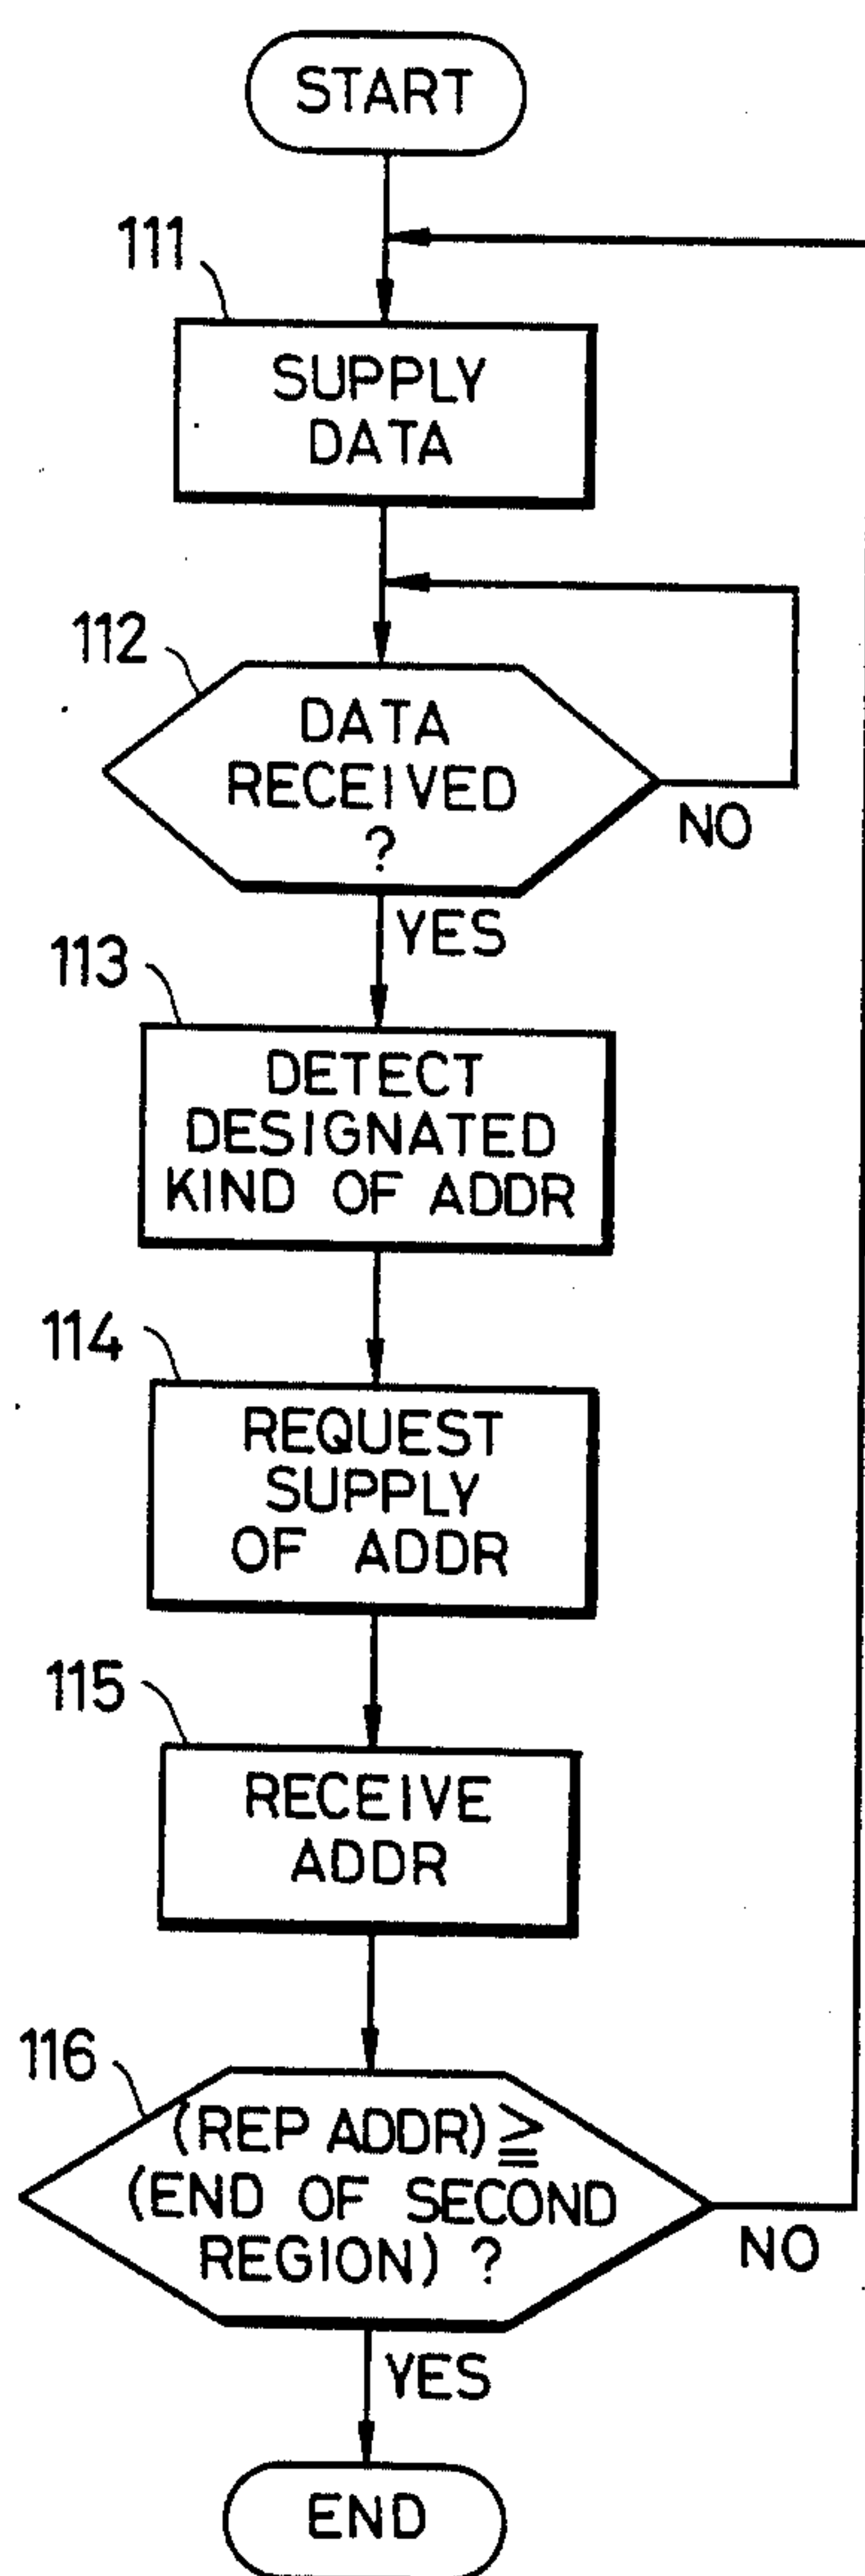 START
111
SUPPLY
DATA
112
DATA
RECEIVED
?
NO
YES
113
DETECT
DESIGNATED
KIND OF ADDR
114
REQUEST
SUPPLY
OF ADDR
115
RECEIVE
ADDR
116
(REP ADDR) ≧
(END OF SECOND
REGION) ?
NO
YES
END